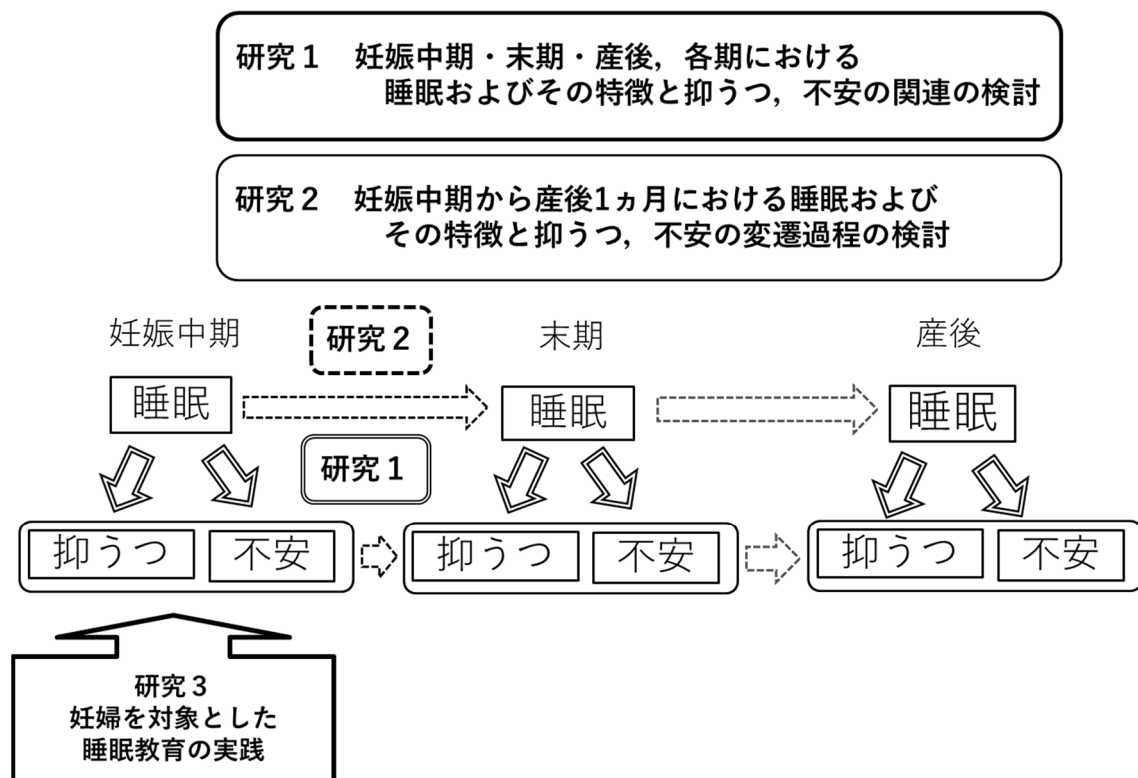 研究１　妊娠中期・末期・産後，各期における
睡眠およびその特徴と抑うつ，不安の関連の検討
研究２　妊娠中期から産後1ヵ月における睡眠および
その特徴と抑うつ，不安の変遷過程の検討
妊娠中期
研究２
末期
産後
睡眠
睡眠
睡眠
研究１
抑うつ
不安
抑うつ
不安
抑うつ
不安
研究３
妊婦を対象とした
睡眠教育の実践